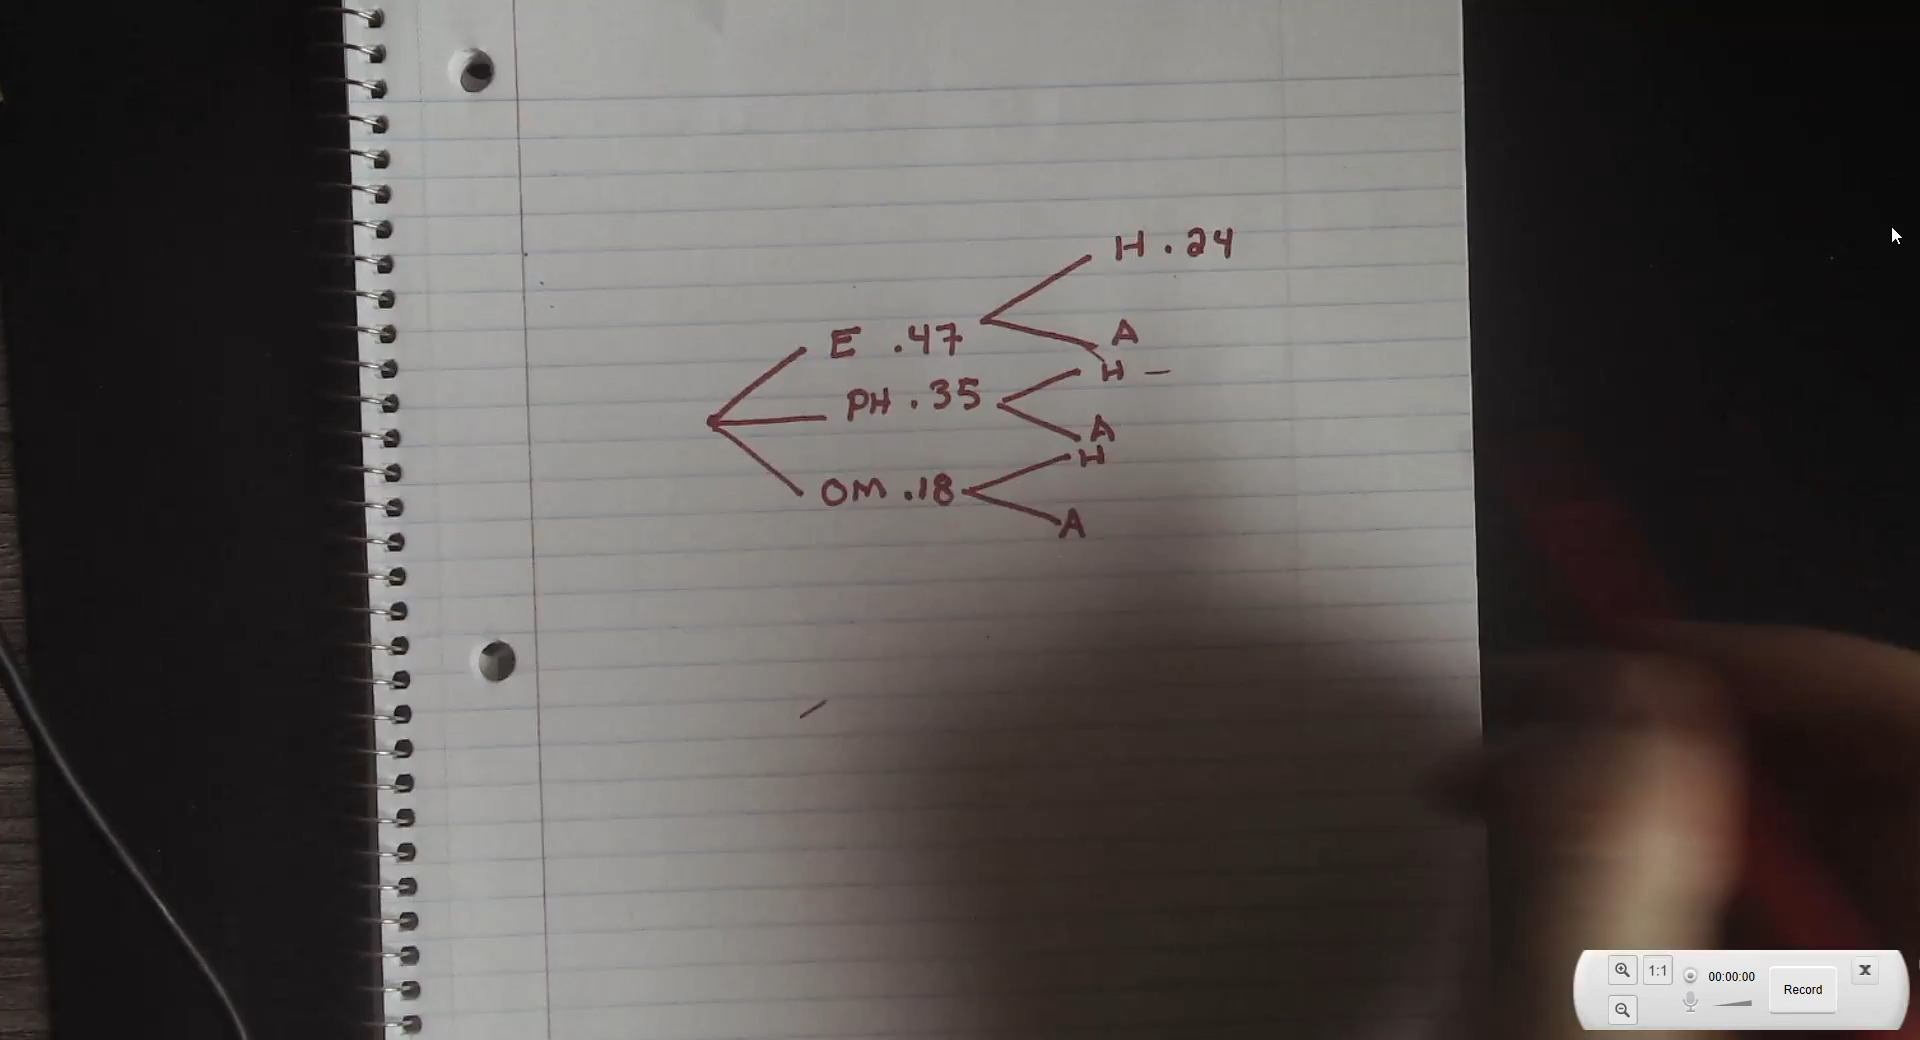 H .24
E .47
A
H -
PH .35
A
H
OM .18
A
1:1
00:00:00
Record